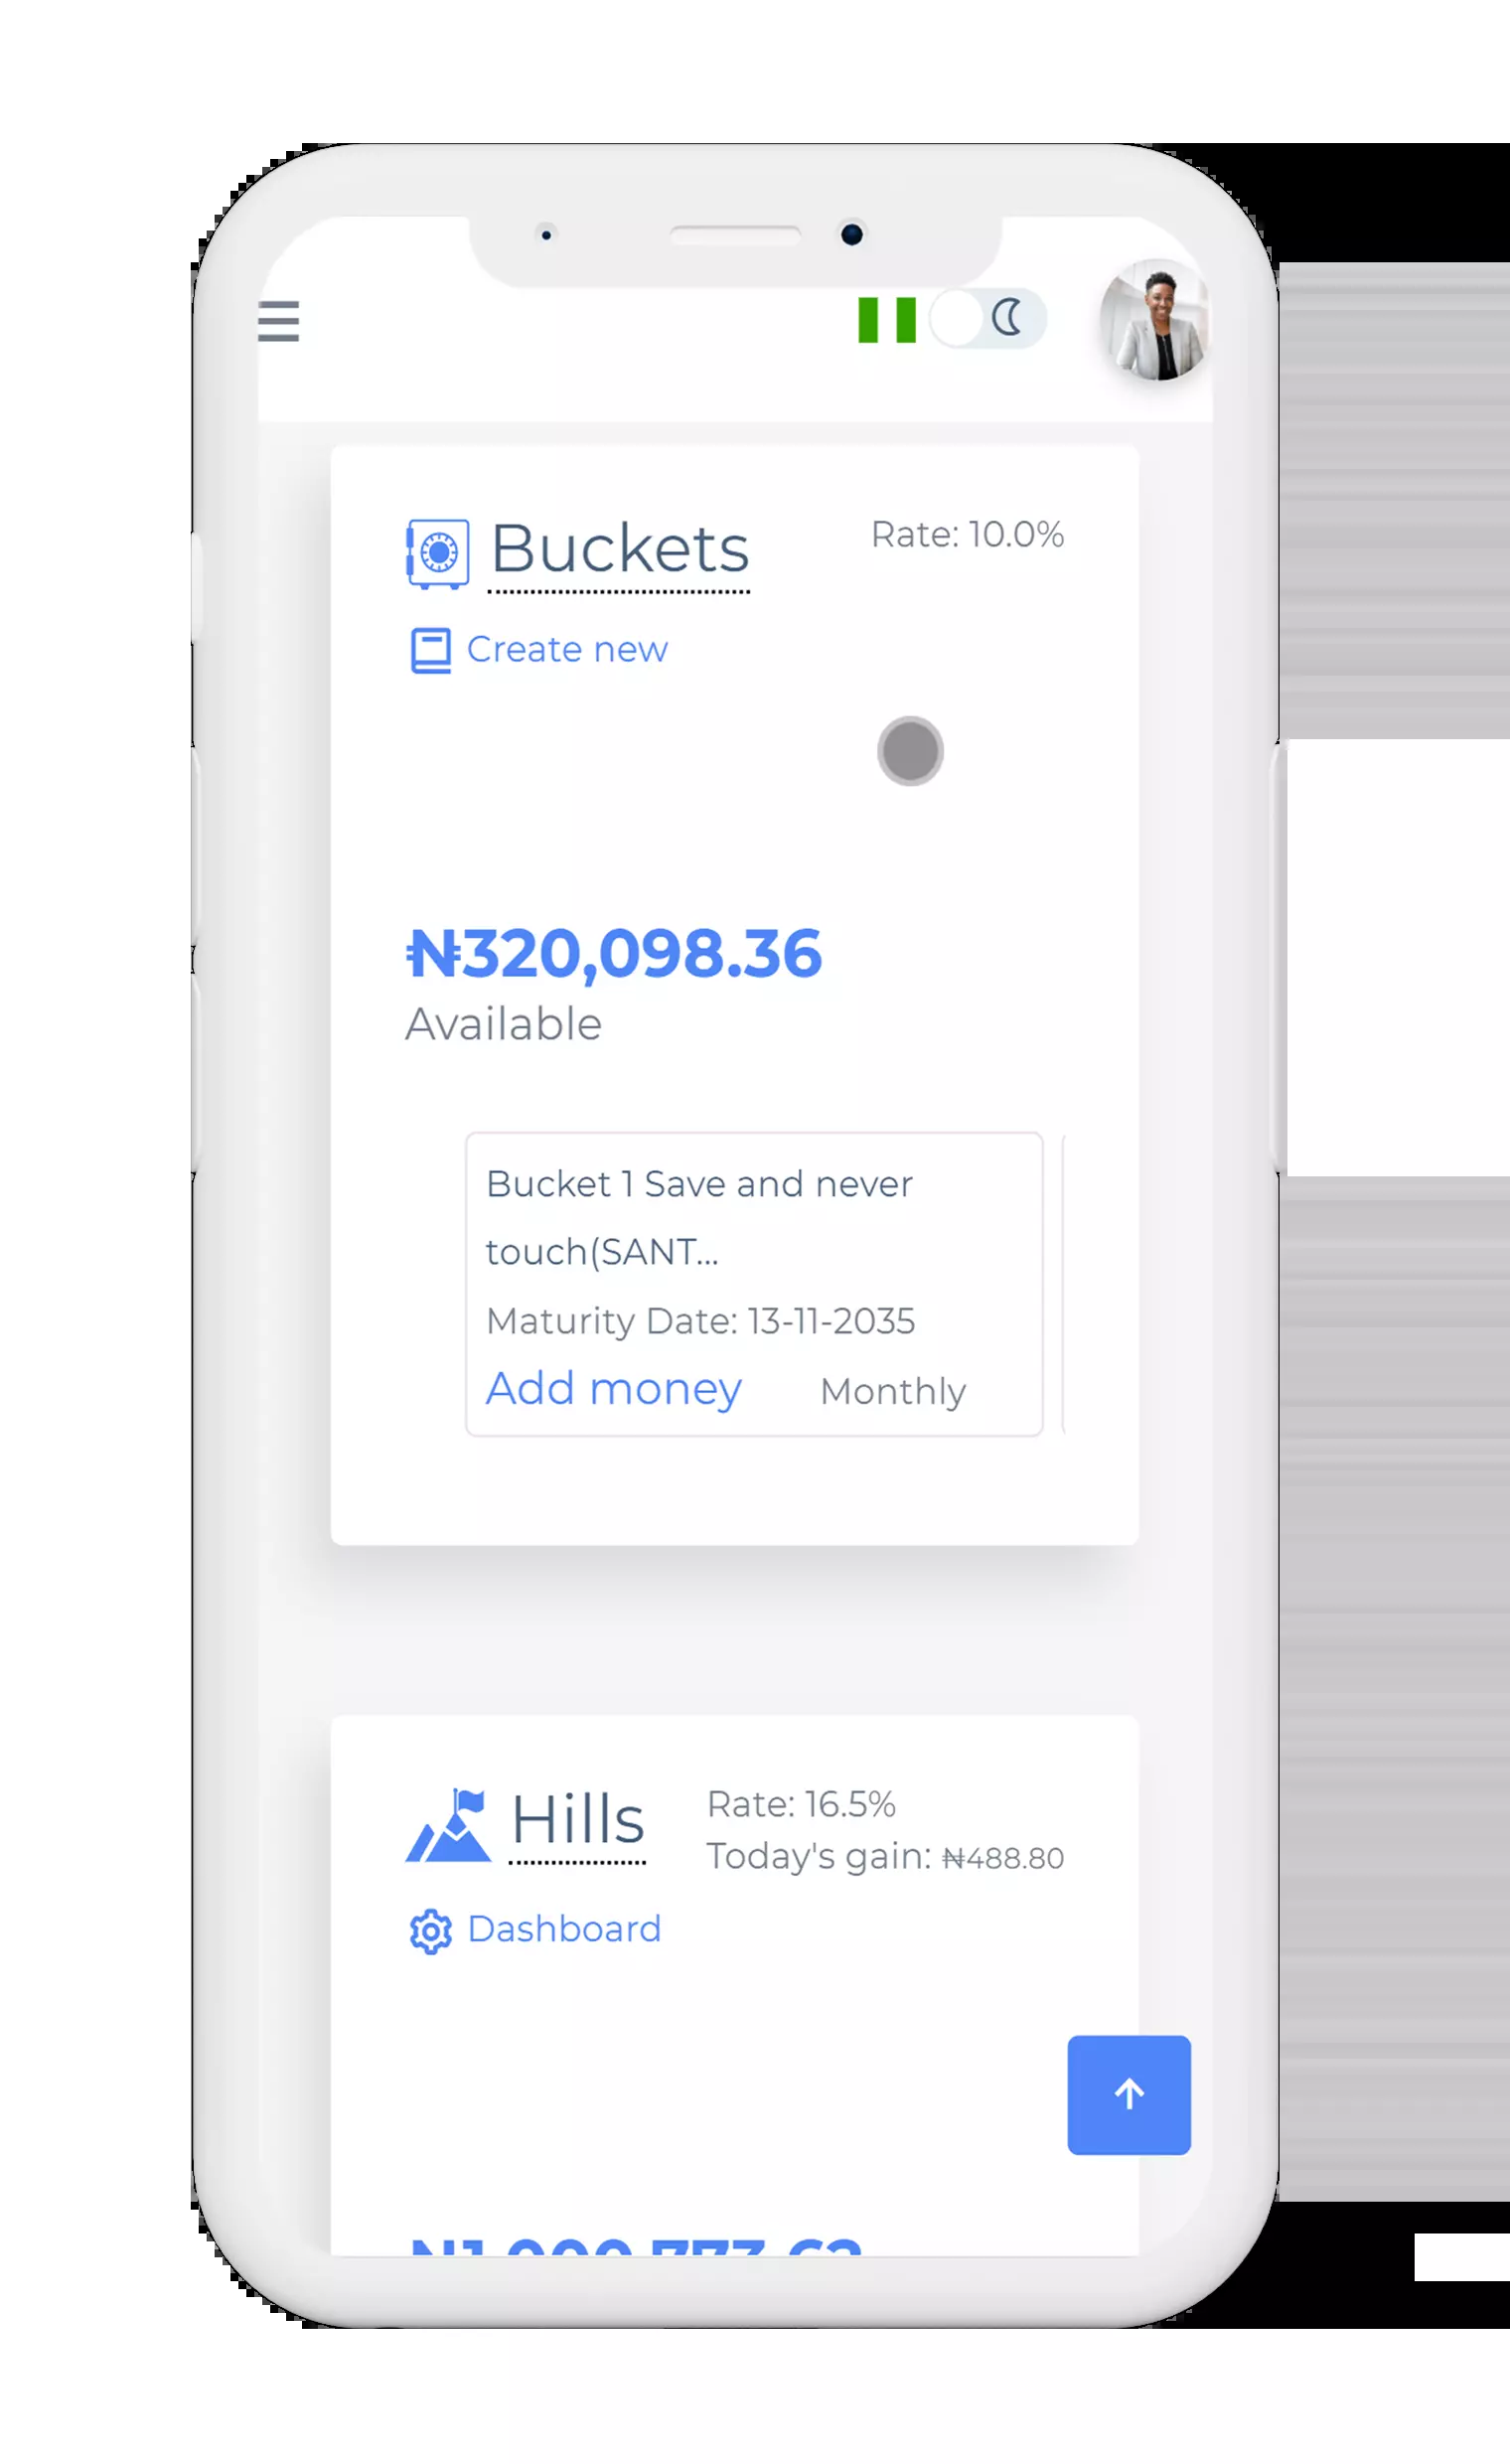 Buckets
Rate: 10.0%
Create new
₦320,098.36
Available
Bucket 1 Save and never
touch(SANT...
Maturity Date: 13-11-2035
Add money Monthly
Hills
Rate: 16.5%
Today's gain: ₦488.80
Dashboard